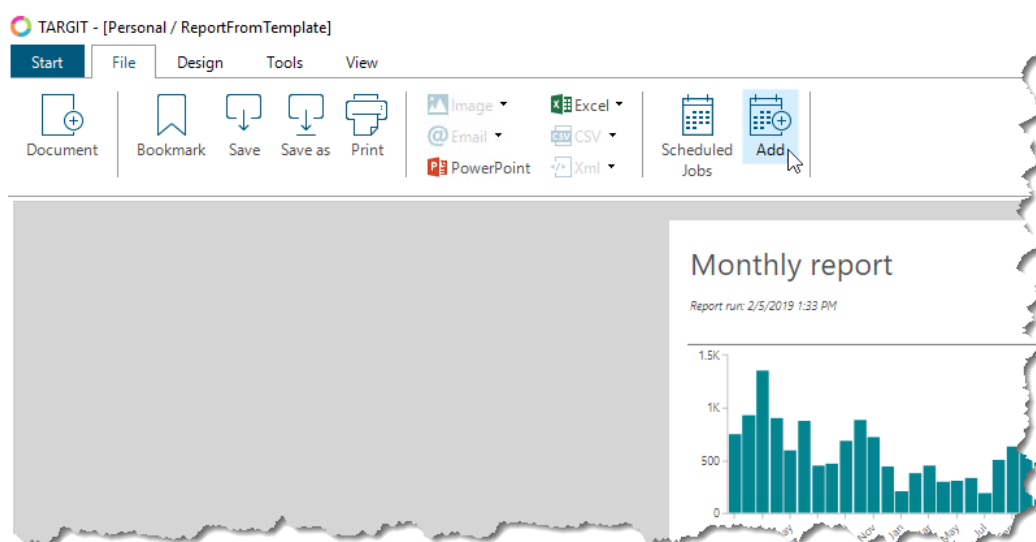 TARGIT - [Personal / ReportFromTemplate]
Start File Design Tools View
Document Bookmark Save Save as Print
Image Excel
@ Email CSV CSV
PowerPoint </> Xml
Scheduled Jobs Add
Monthly report
Report run: 2/5/2019 1:33 PM
1.5K
1K
500
0
Nov Jan Mar May Jul